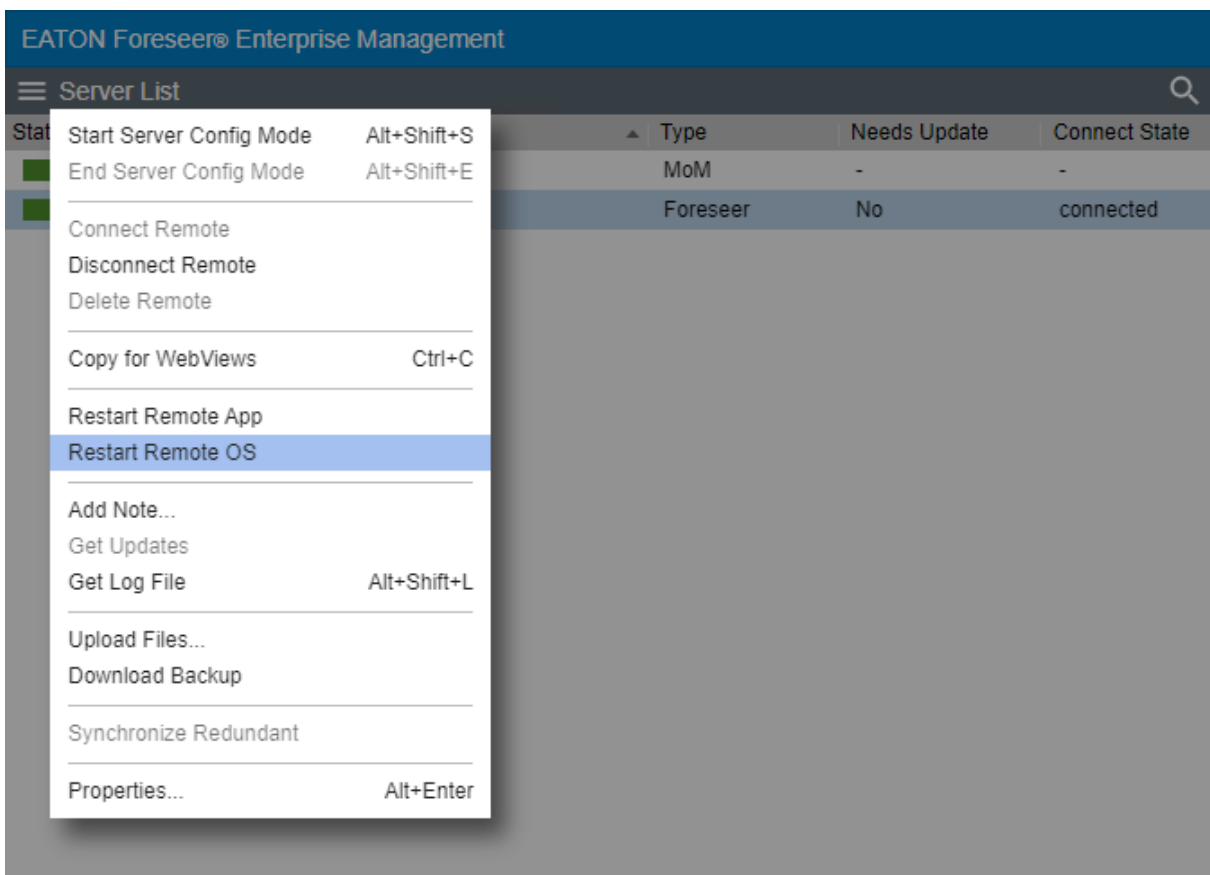 EATON Foreseer® Enterprise Management
Server List
Stat Type Needs Update Connect State
MoM - -
Foreseer No connected
Start Server Config Mode Alt+Shift+S
End Server Config Mode Alt+Shift+E
Connect Remote
Disconnect Remote
Delete Remote
Copy for WebViews Ctrl+C
Restart Remote App
Restart Remote OS
Add Note...
Get Updates
Get Log File Alt+Shift+L
Upload Files...
Download Backup
Synchronize Redundant
Properties... Alt+Enter